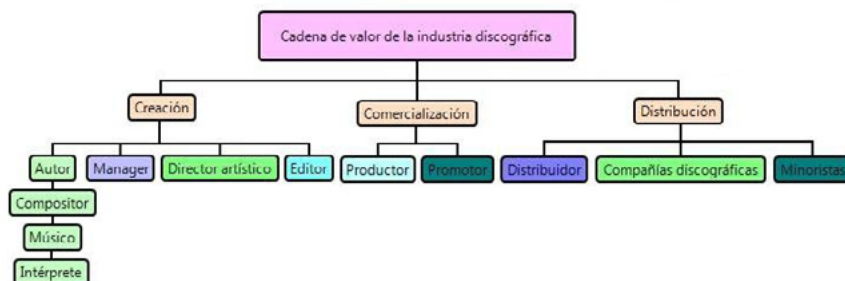 Cadena de valor de la industria discográfica
Creación
Comercialización
Distribución
Autor
Manager
Director artístico
Editor
Productor
Promotor
Distribuidor
Compañías discográficas
Minoristas
Compositor
Músico
Intérprete